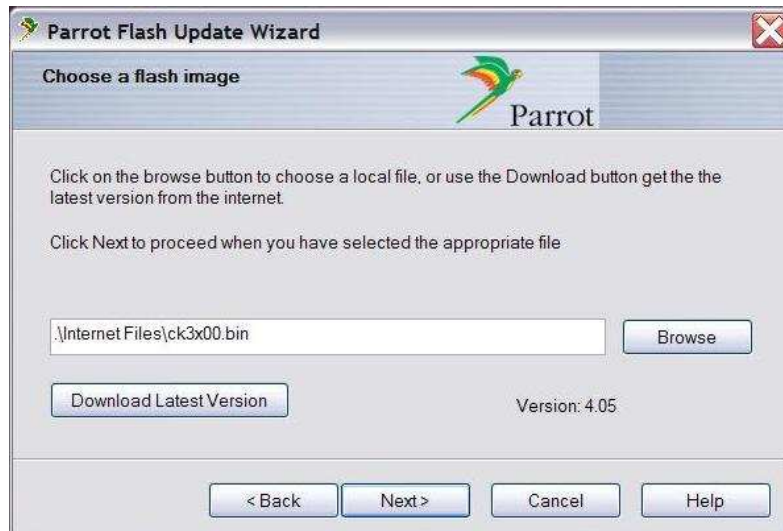 Parrot Flash Update Wizard
Choose a flash image
Parrot
Click on the browse button to choose a local file, or use the Download button get the the
latest version from the internet.
Click Next to proceed when you have selected the appropriate file
.\Internet Files\ck3x00.bin
Browse
Download Latest Version
Version: 4.05
< Back
Next >
Cancel
Help